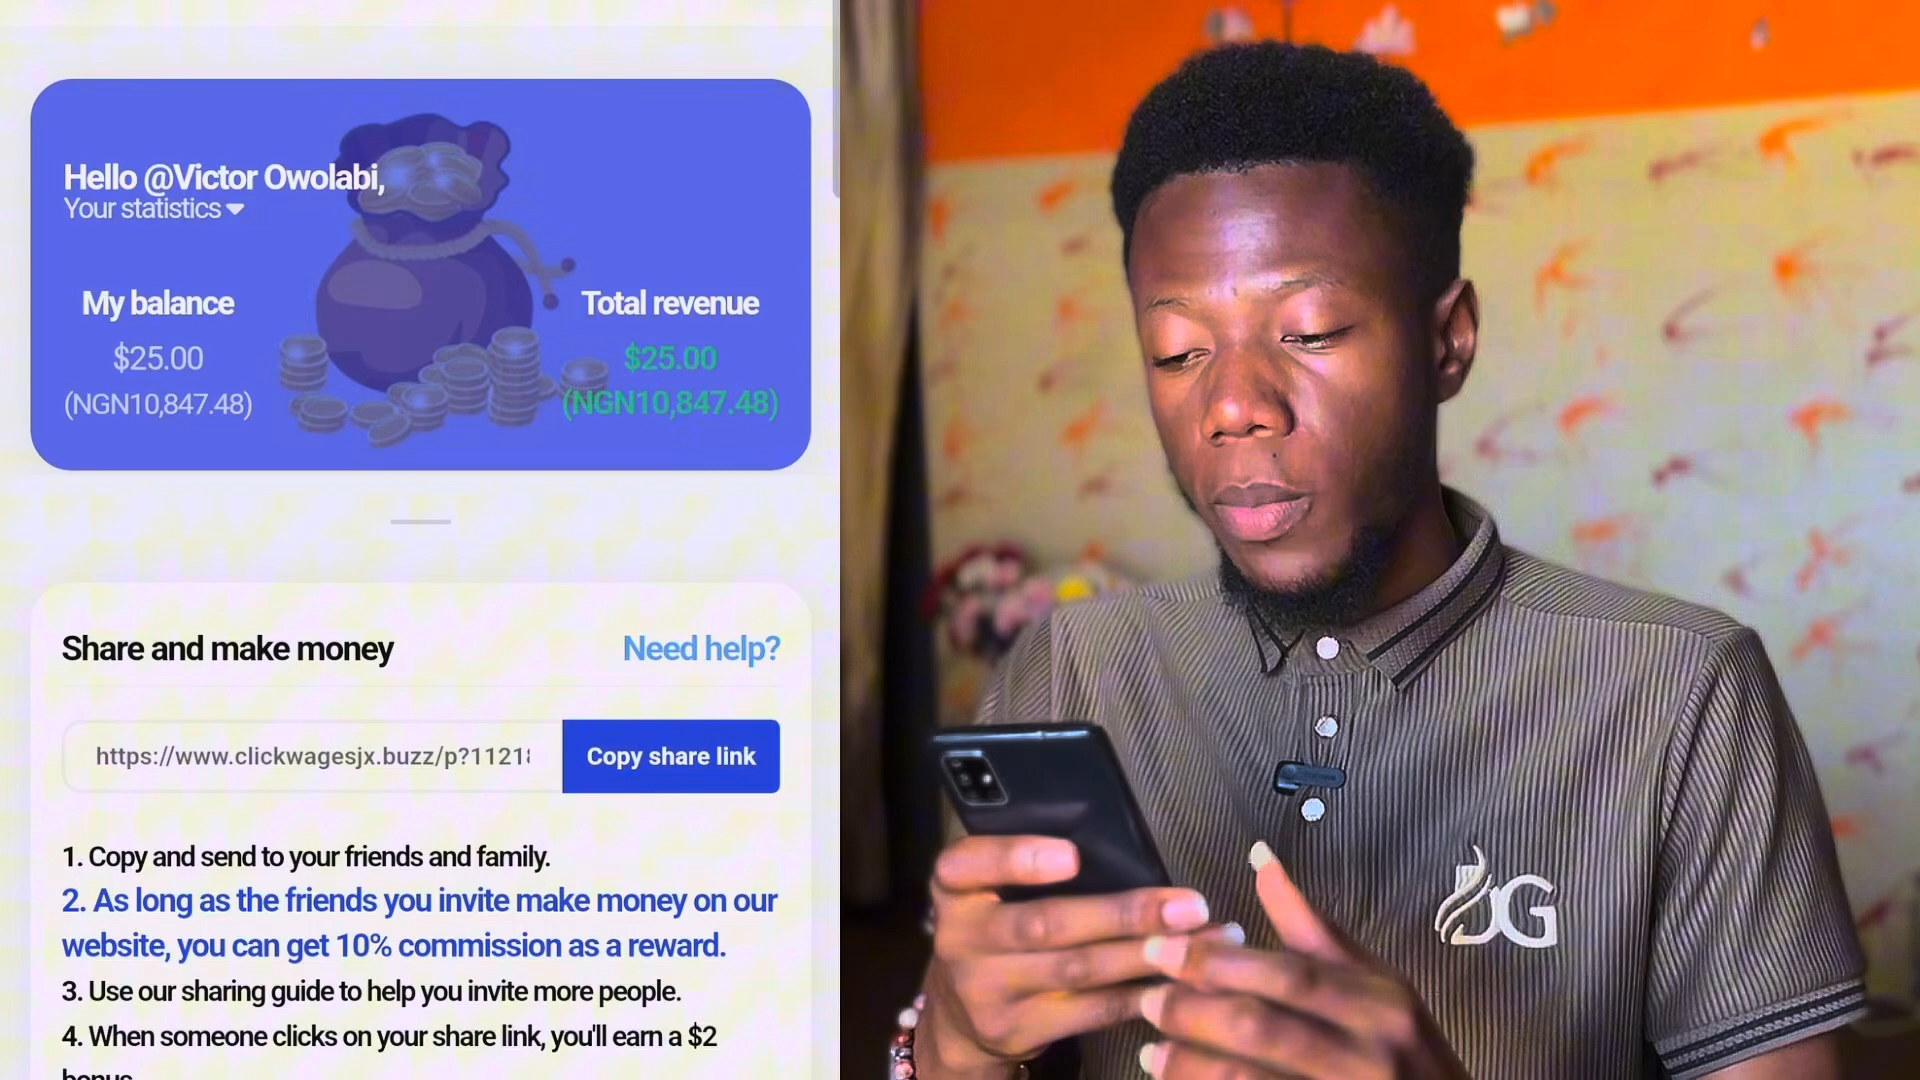 Hello @Victor Owolabi,
Your statistics
My balance
Total revenue
$25.00
$25.00
(NGN10,847.48)
(NGN10,847.48)
Share and make money
Need help?
https://www.clickwagesjx.buzz/p?1121
Copy share link
1. Copy and send to your friends and family.
2. As long as the friends you invite make money on our
website, you can get 10% commission as a reward.
3. Use our sharing guide to help you invite more people.
4. When someone clicks on your share link, you'll earn a $2
bonus
JG